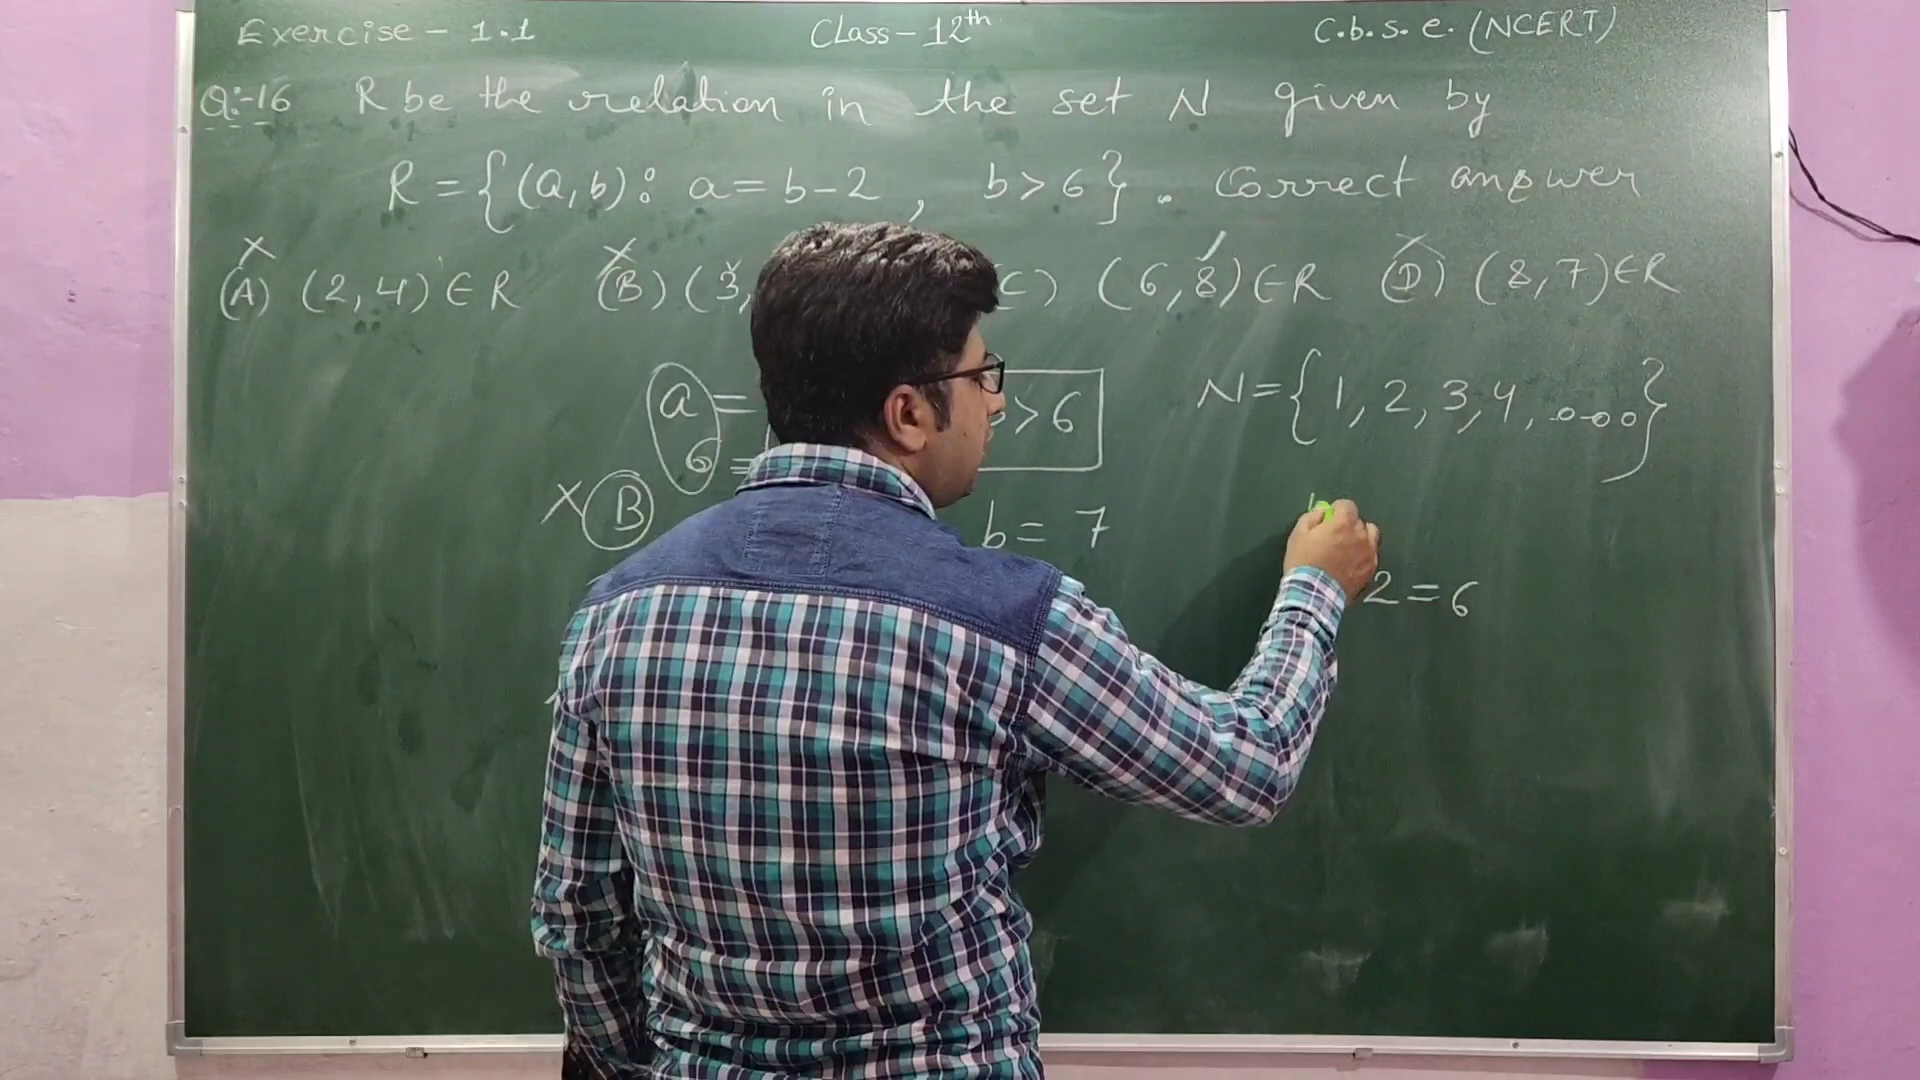 Exercise - 1.1 Class - 12th C.b.s.e. (NCERT)
Q:-16 R be the relation in the set N given by
R = {(a,b): a = b-2, b > 6}. Correct answer
(A) (2,4) ∈ R (B) (3, C) (6,8) ∈ R (D) (8,7) ∈ R
a = > 6 N = {1, 2, 3, 4, ....}
6 =
X B b = 7
2 = 6